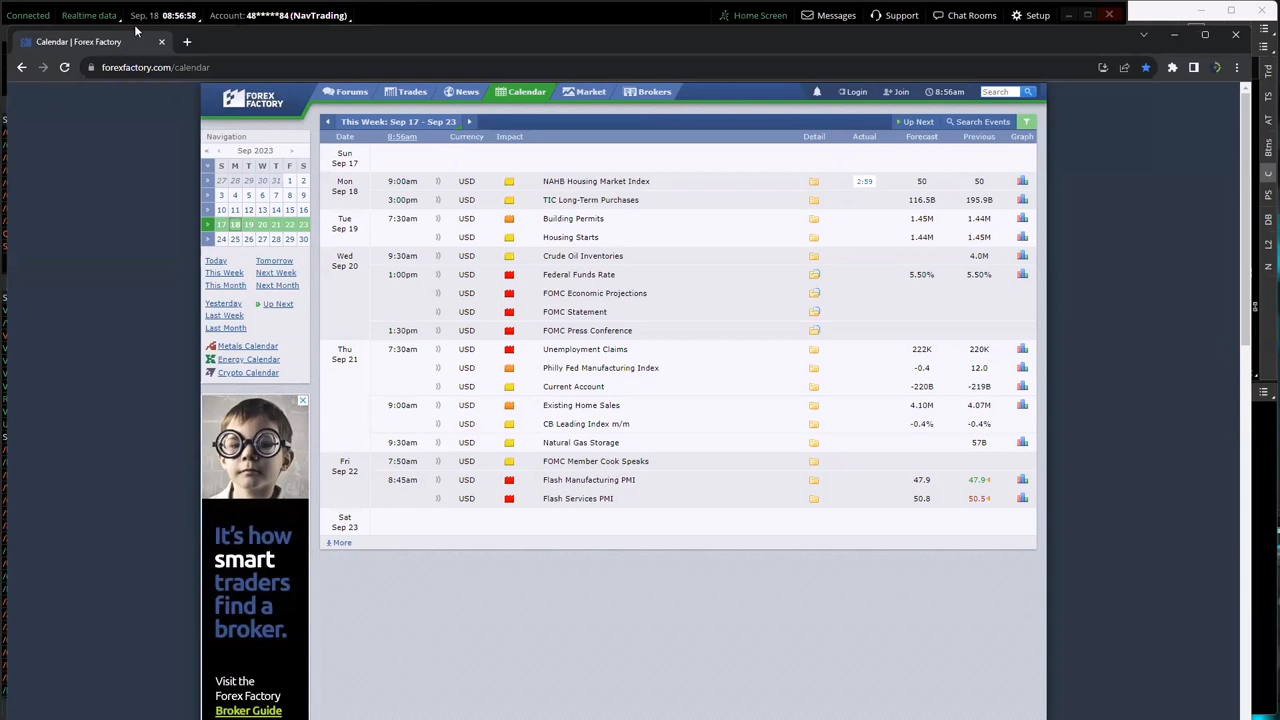 Connected Realtime data Sep, 18 08:56:58 Account: 48*****84 (NavTrading) Home Screen Messages Support Chat Rooms Setup
Calendar | Forex Factory
forexfactory.com/calendar
FOREX FACTORY Forums Trades News Calendar Market Brokers Login Join 8:56am Search
Navigation
Sep 2023
S M T W T F S
27 28 29 30 31 1 2
3 4 5 6 7 8 9
10 11 12 13 14 15 16
17 18 19 20 21 22 23
24 25 26 27 28 29 30
Today Tomorrow
This Week Next Week
This Month Next Month
Yesterday Up Next
Last Week
Last Month
Metals Calendar
Energy Calendar
Crypto Calendar
It's how
smart
traders
find a
broker.
Visit the
Forex Factory
Broker Guide
This Week: Sep 17 - Sep 23 Up Next Search Events
Date 8:56am Currency Impact Detail Actual Forecast Previous Graph
Sun
Sep 17
Mon
Sep 18
9:00am USD NAHB Housing Market Index 2:59 50 50
3:00pm USD TIC Long-Term Purchases 116.5B 195.9B
Tue
Sep 19
7:30am USD Building Permits 1.45M 1.44M
USD Housing Starts 1.44M 1.45M
Wed
Sep 20
9:30am USD Crude Oil Inventories 4.0M
1:00pm USD Federal Funds Rate 5.50% 5.50%
USD FOMC Economic Projections
USD FOMC Statement
1:30pm USD FOMC Press Conference
Thu
Sep 21
7:30am USD Unemployment Claims 222K 220K
USD Philly Fed Manufacturing Index -0.4 12.0
USD Current Account -220B -219B
9:00am USD Existing Home Sales 4.10M 4.07M
USD CB Leading Index m/m -0.4% -0.4%
9:30am USD Natural Gas Storage 57B
Fri
Sep 22
7:50am USD FOMC Member Cook Speaks
8:45am USD Flash Manufacturing PMI 47.9 47.9
USD Flash Services PMI 50.8 50.5
Sat
Sep 23
More
Trd
TS
AT
Btns
C
PS
DB
L2
N